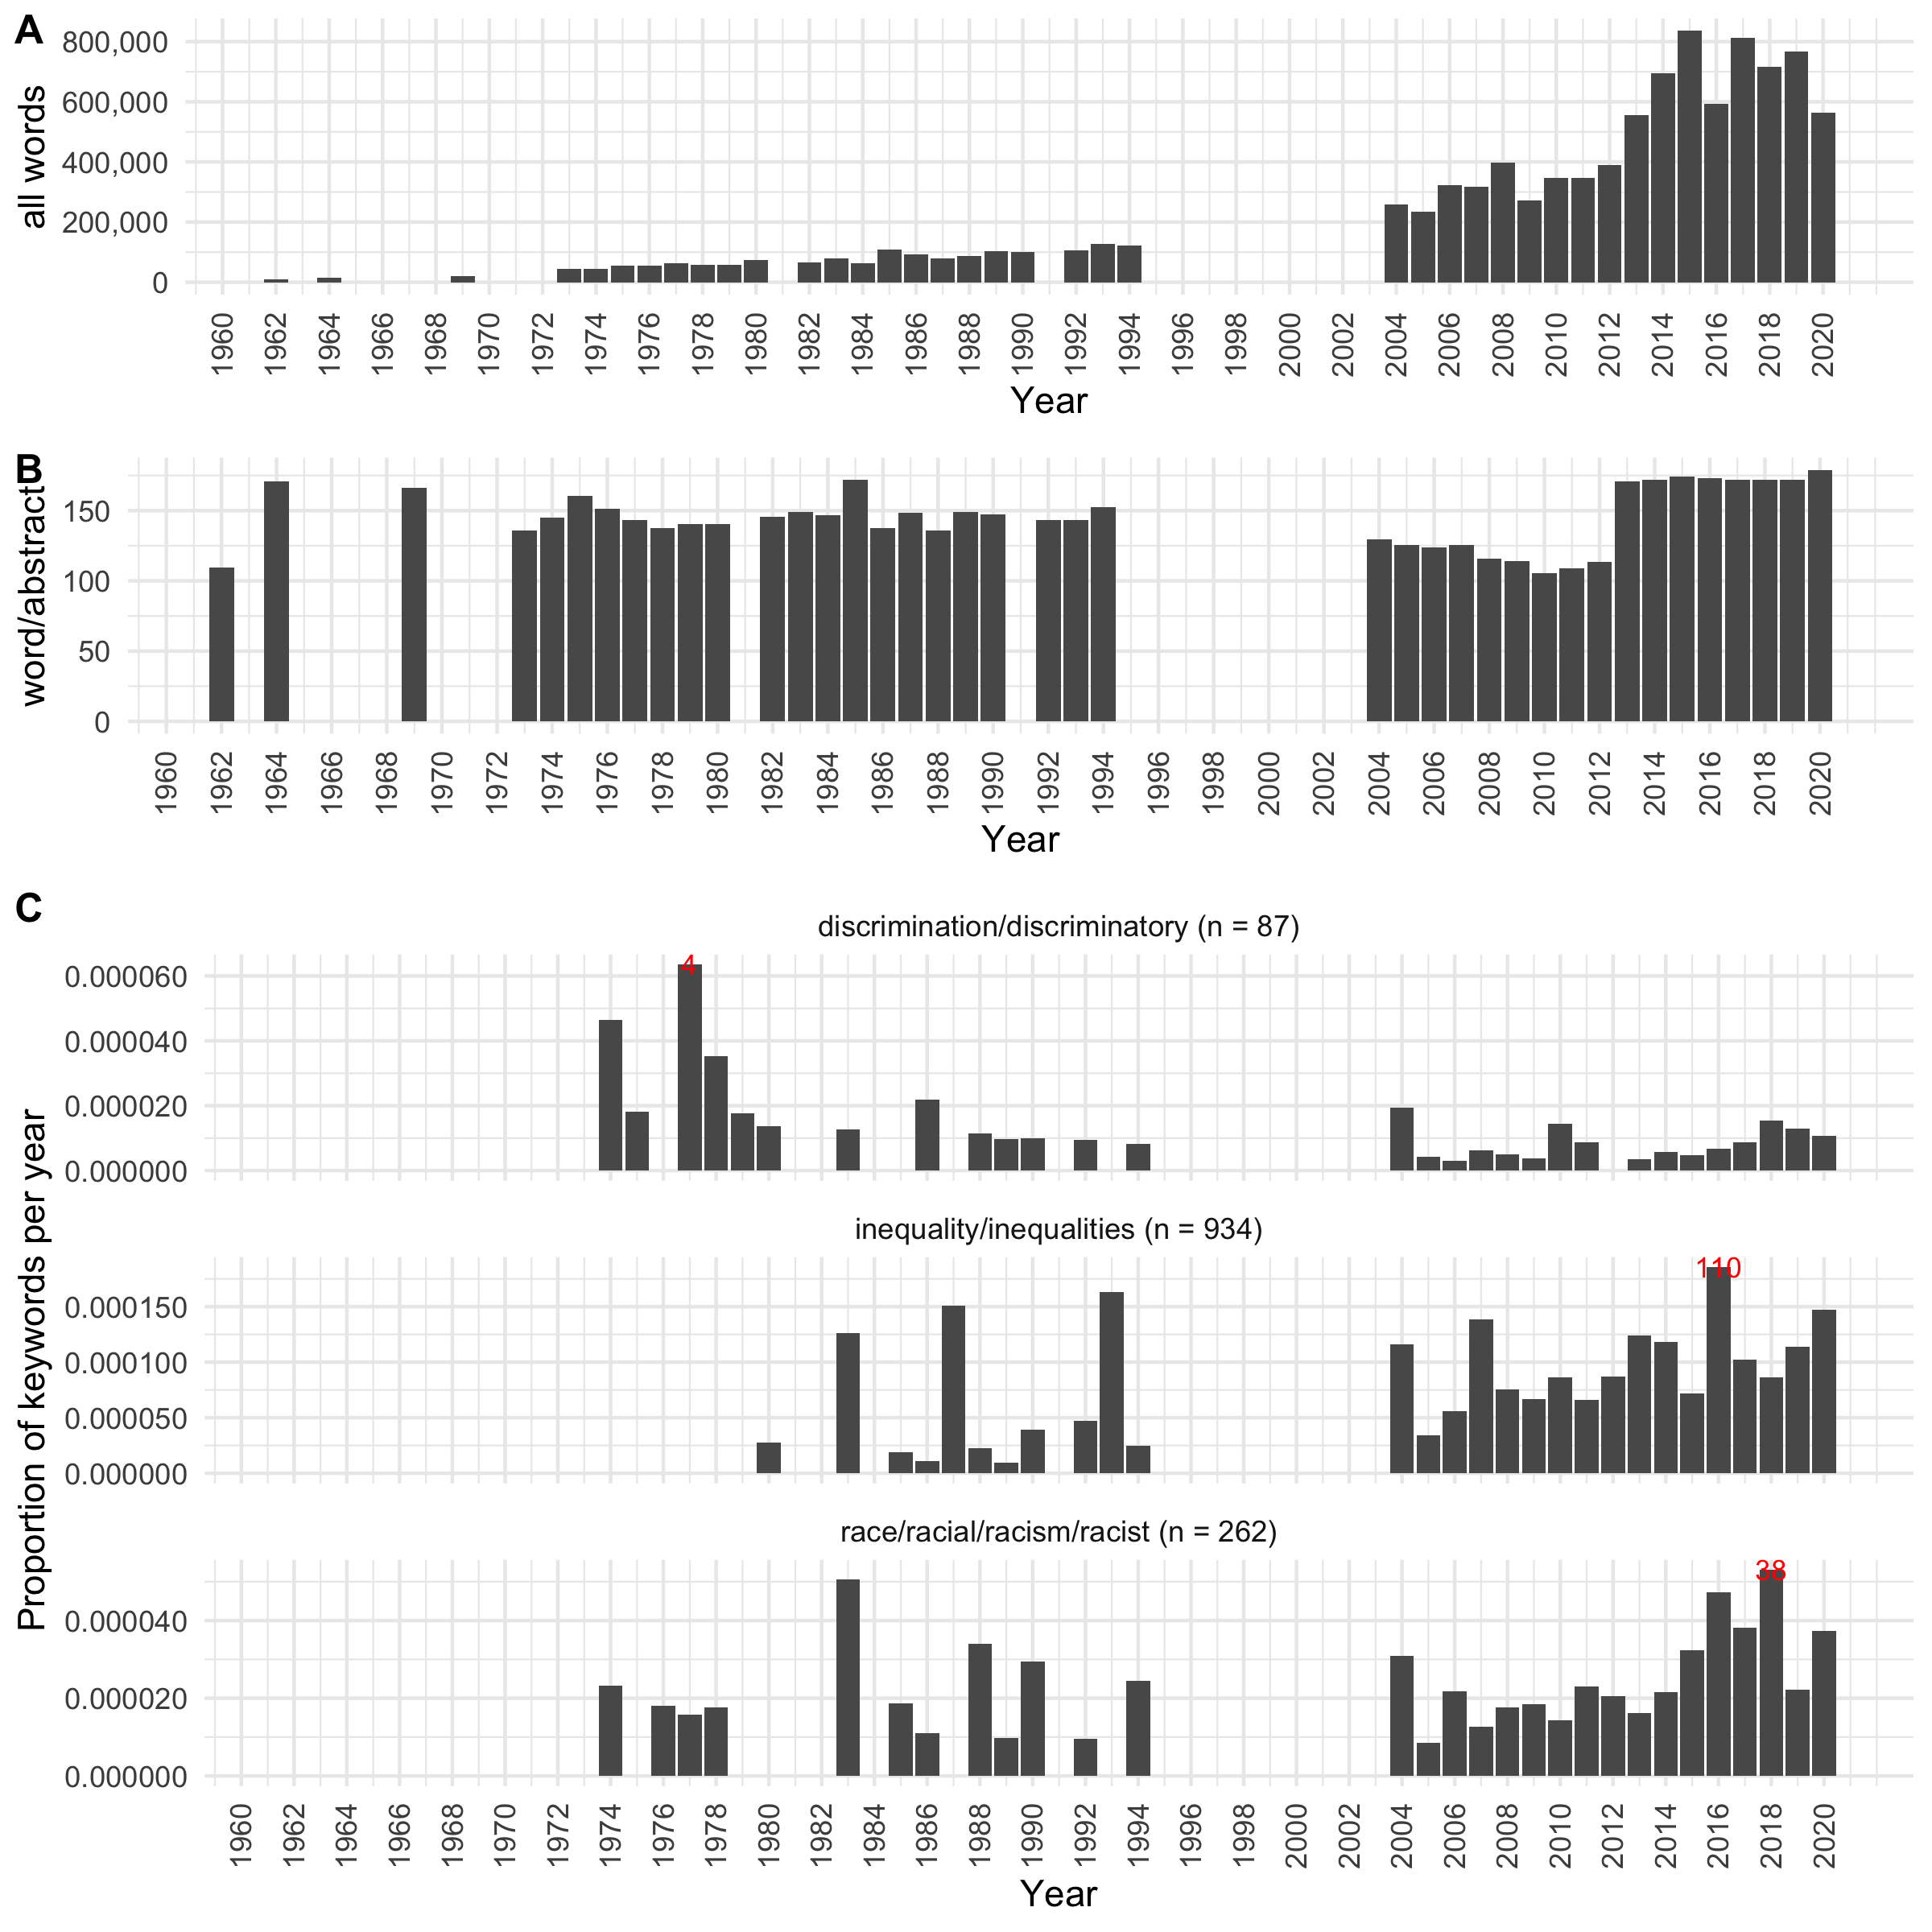 A
all words
800,000
600,000
400,000
200,000
0
1960 1962 1964 1966 1968 1970 1972 1974 1976 1978 1980 1982 1984 1986 1988 1990 1992 1994 1996 1998 2000 2002 2004 2006 2008 2010 2012 2014 2016 2018 2020
Year
B
word/abstract
150
100
50
0
1960 1962 1964 1966 1968 1970 1972 1974 1976 1978 1980 1982 1984 1986 1988 1990 1992 1994 1996 1998 2000 2002 2004 2006 2008 2010 2012 2014 2016 2018 2020
Year
C
Proportion of keywords per year
discrimination/discriminatory (n = 87)
4
0.000060
0.000040
0.000020
0.000000
inequality/inequalities (n = 934)
110
0.000150
0.000100
0.000050
0.000000
race/racial/racism/racist (n = 262)
38
0.000040
0.000020
0.000000
1960 1962 1964 1966 1968 1970 1972 1974 1976 1978 1980 1982 1984 1986 1988 1990 1992 1994 1996 1998 2000 2002 2004 2006 2008 2010 2012 2014 2016 2018 2020
Year